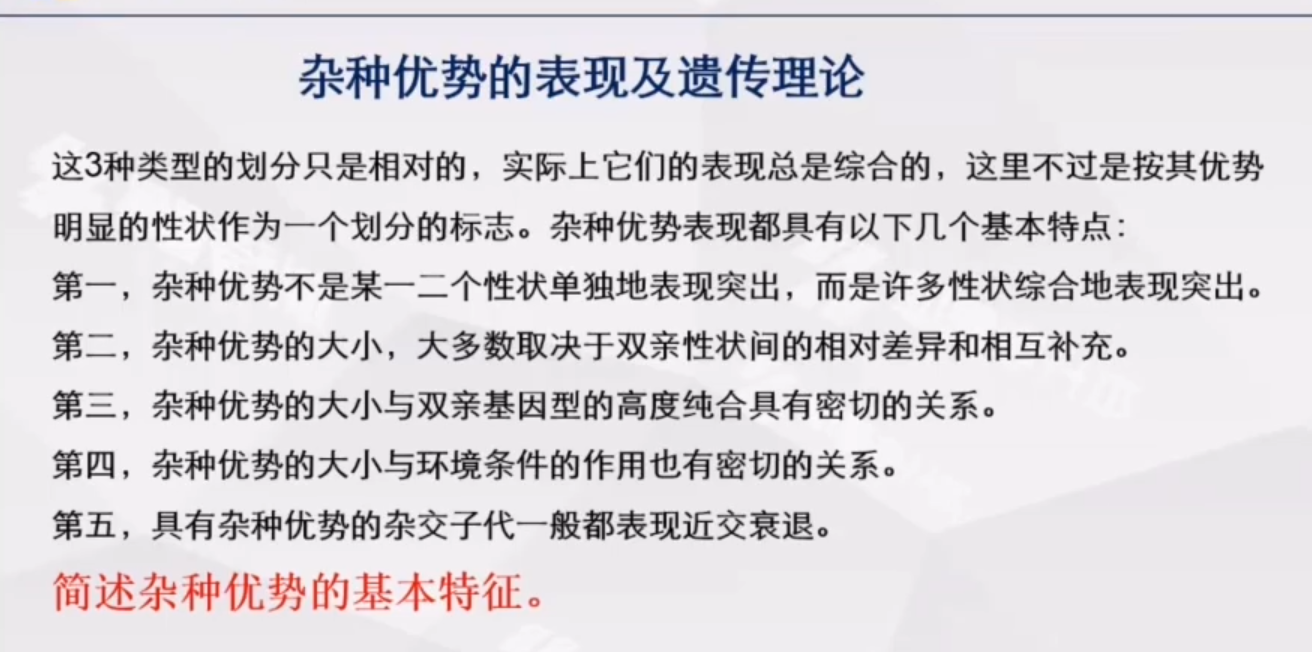 杂种优势的表现及遗传理论
这3种类型的划分只是相对的，实际上它们的表现总是综合的，这里不过是按其优势
明显的性状作为一个划分的标志。杂种优势表现都具有以下几个基本特点：
第一，杂种优势不是某一二个性状单独地表现突出，而是许多性状综合地表现突出。
第二，杂种优势的大小，大多数取决于双亲性状间的相对差异和相互补充。
第三，杂种优势的大小与双亲基因型的高度纯合具有密切的关系。
第四，杂种优势的大小与环境条件的作用也有密切的关系。
第五，具有杂种优势的杂交子代一般都表现近交衰退。
简述杂种优势的基本特征。